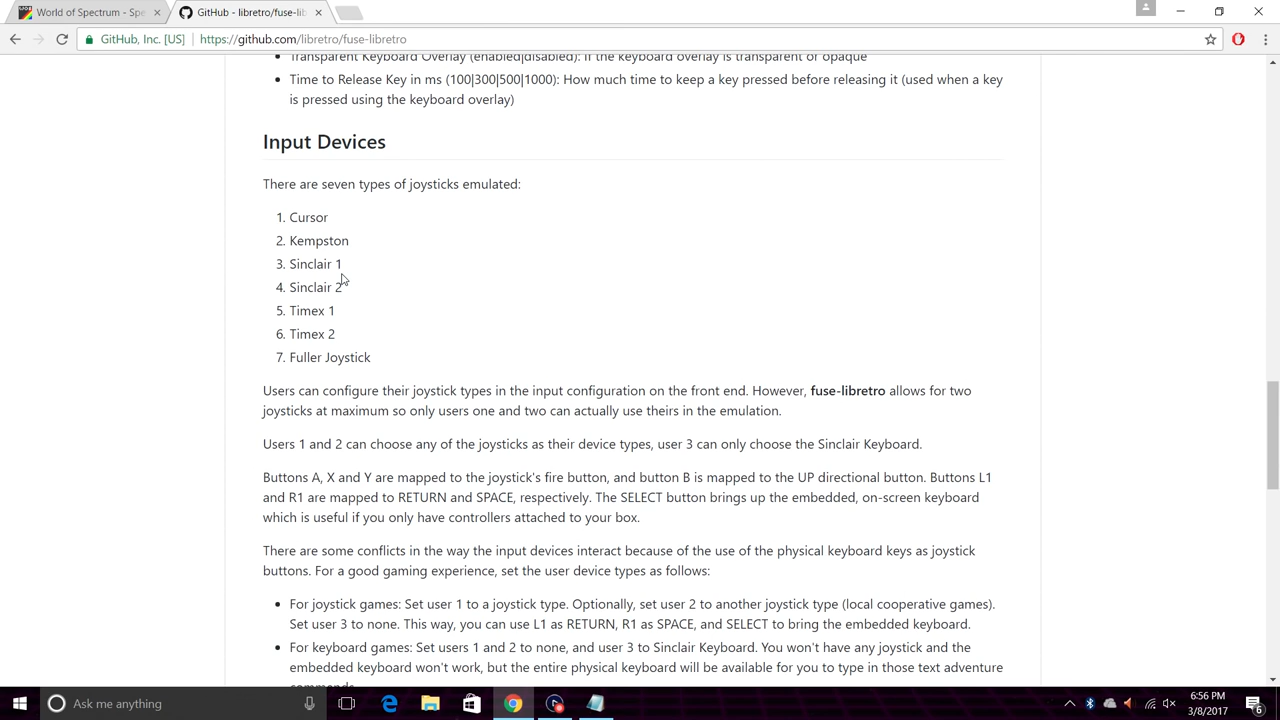 World of Spectrum - Spe
GitHub - libretro/fuse-lib
GitHub, Inc. [US]
https://github.com/libretro/fuse-libretro
Transparent Keyboard Overlay (enabled|disabled): If the keyboard overlay is transparent or opaque
Time to Release Key in ms (100|300|500|1000): How much time to keep a key pressed before releasing it (used when a key
is pressed using the keyboard overlay)
Input Devices
There are seven types of joysticks emulated:
1. Cursor
2. Kempston
3. Sinclair 1
4. Sinclair 2
5. Timex 1
6. Timex 2
7. Fuller Joystick
Users can configure their joystick types in the input configuration on the front end. However, fuse-libretro allows for two
joysticks at maximum so only users one and two can actually use theirs in the emulation.
Users 1 and 2 can choose any of the joysticks as their device types, user 3 can only choose the Sinclair Keyboard.
Buttons A, X and Y are mapped to the joystick's fire button, and button B is mapped to the UP directional button. Buttons L1
and R1 are mapped to RETURN and SPACE, respectively. The SELECT button brings up the embedded, on-screen keyboard
which is useful if you only have controllers attached to your box.
There are some conflicts in the way the input devices interact because of the use of the physical keyboard keys as joystick
buttons. For a good gaming experience, set the user device types as follows:
For joystick games: Set user 1 to a joystick type. Optionally, set user 2 to another joystick type (local cooperative games).
Set user 3 to none. This way, you can use L1 as RETURN, R1 as SPACE, and SELECT to bring the embedded keyboard.
For keyboard games: Set users 1 and 2 to none, and user 3 to Sinclair Keyboard. You won't have any joystick and the
embedded keyboard won't work, but the entire physical keyboard will be available for you to type in those text adventure
commands.
Ask me anything
6:56 PM
3/8/2017
6